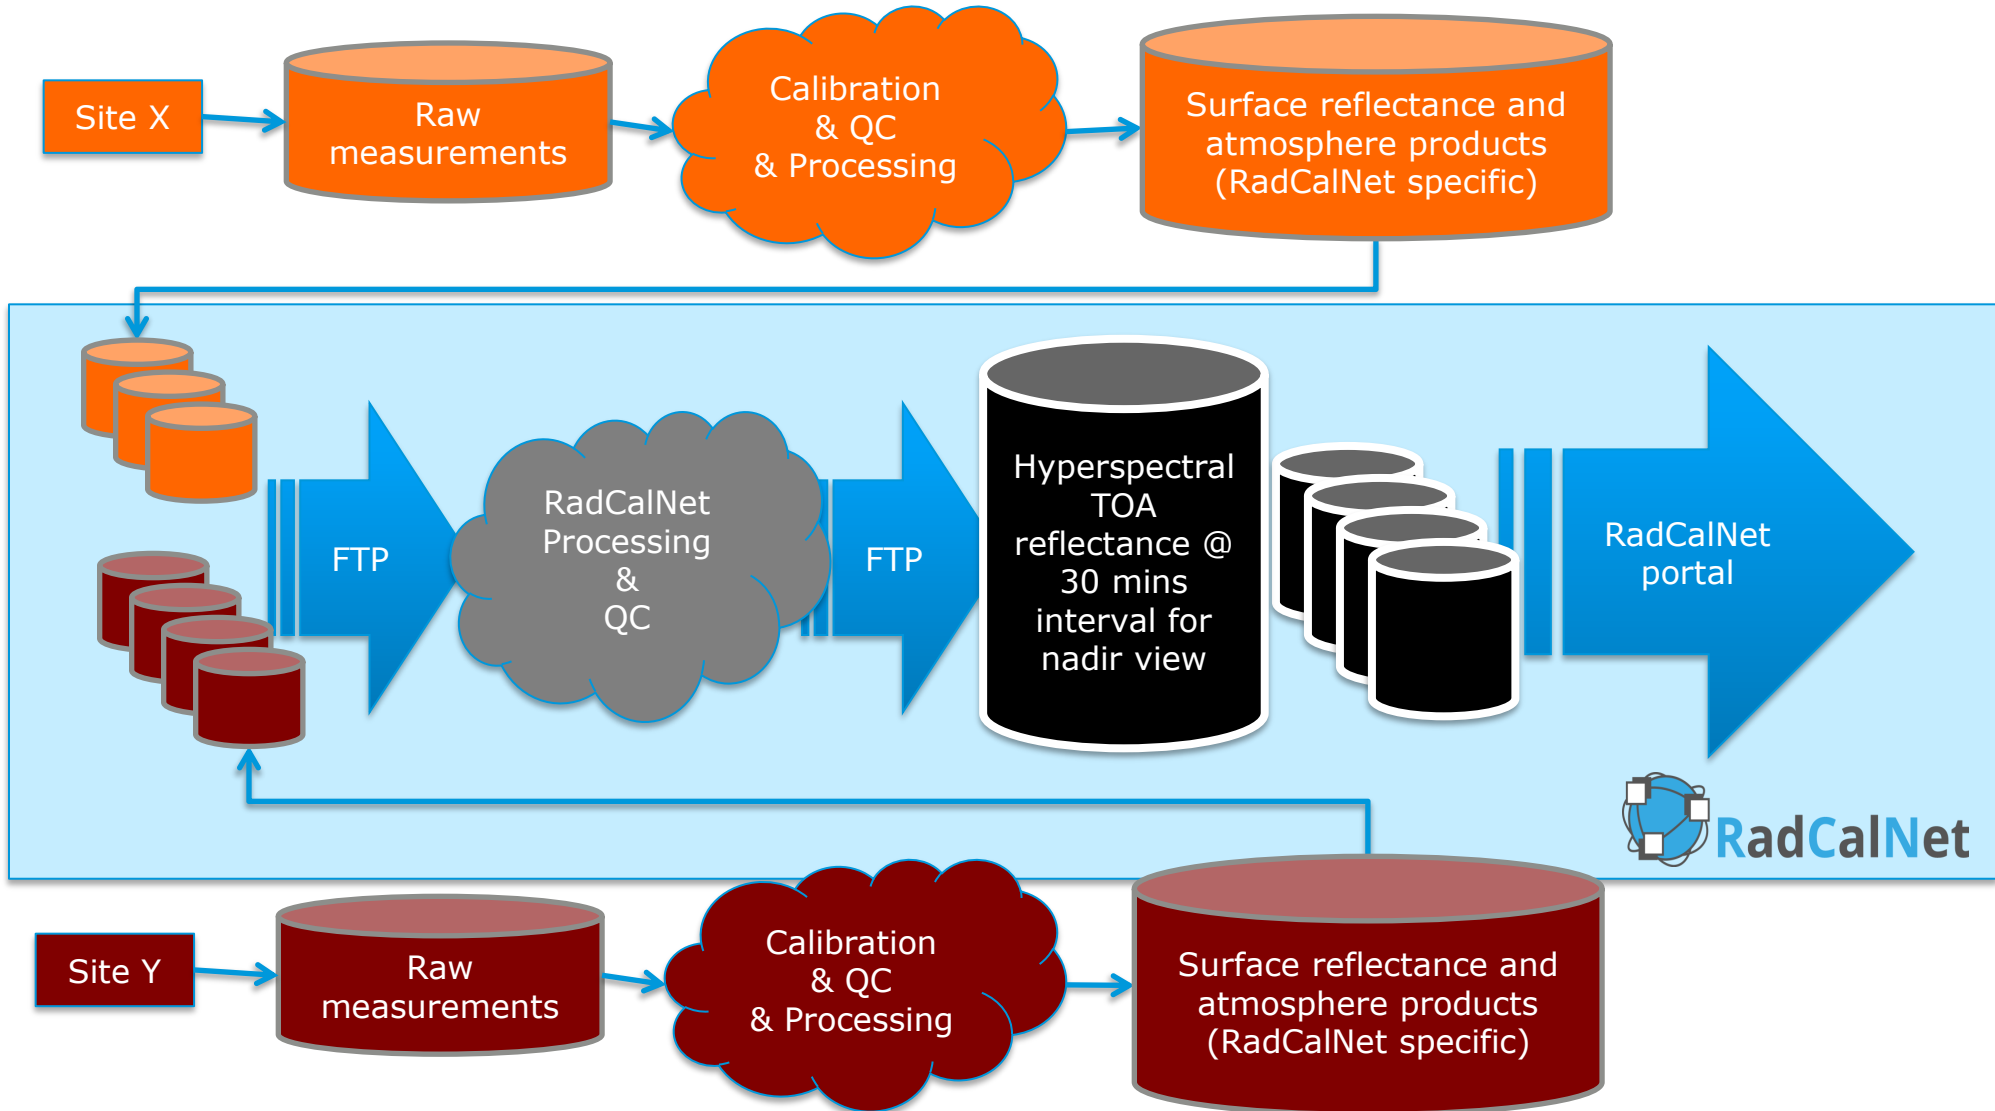 Site X
Raw
measurements
Calibration
& QC
& Processing
Surface reflectance and
atmosphere products
(RadCalNet specific)
FTP
RadCalNet
Processing
&
QC
FTP
Hyperspectral
TOA
reflectance @
30 mins
interval for
nadir view
RadCalNet
portal
RadCalNet
Site Y
Raw
measurements
Calibration
& QC
& Processing
Surface reflectance and
atmosphere products
(RadCalNet specific)